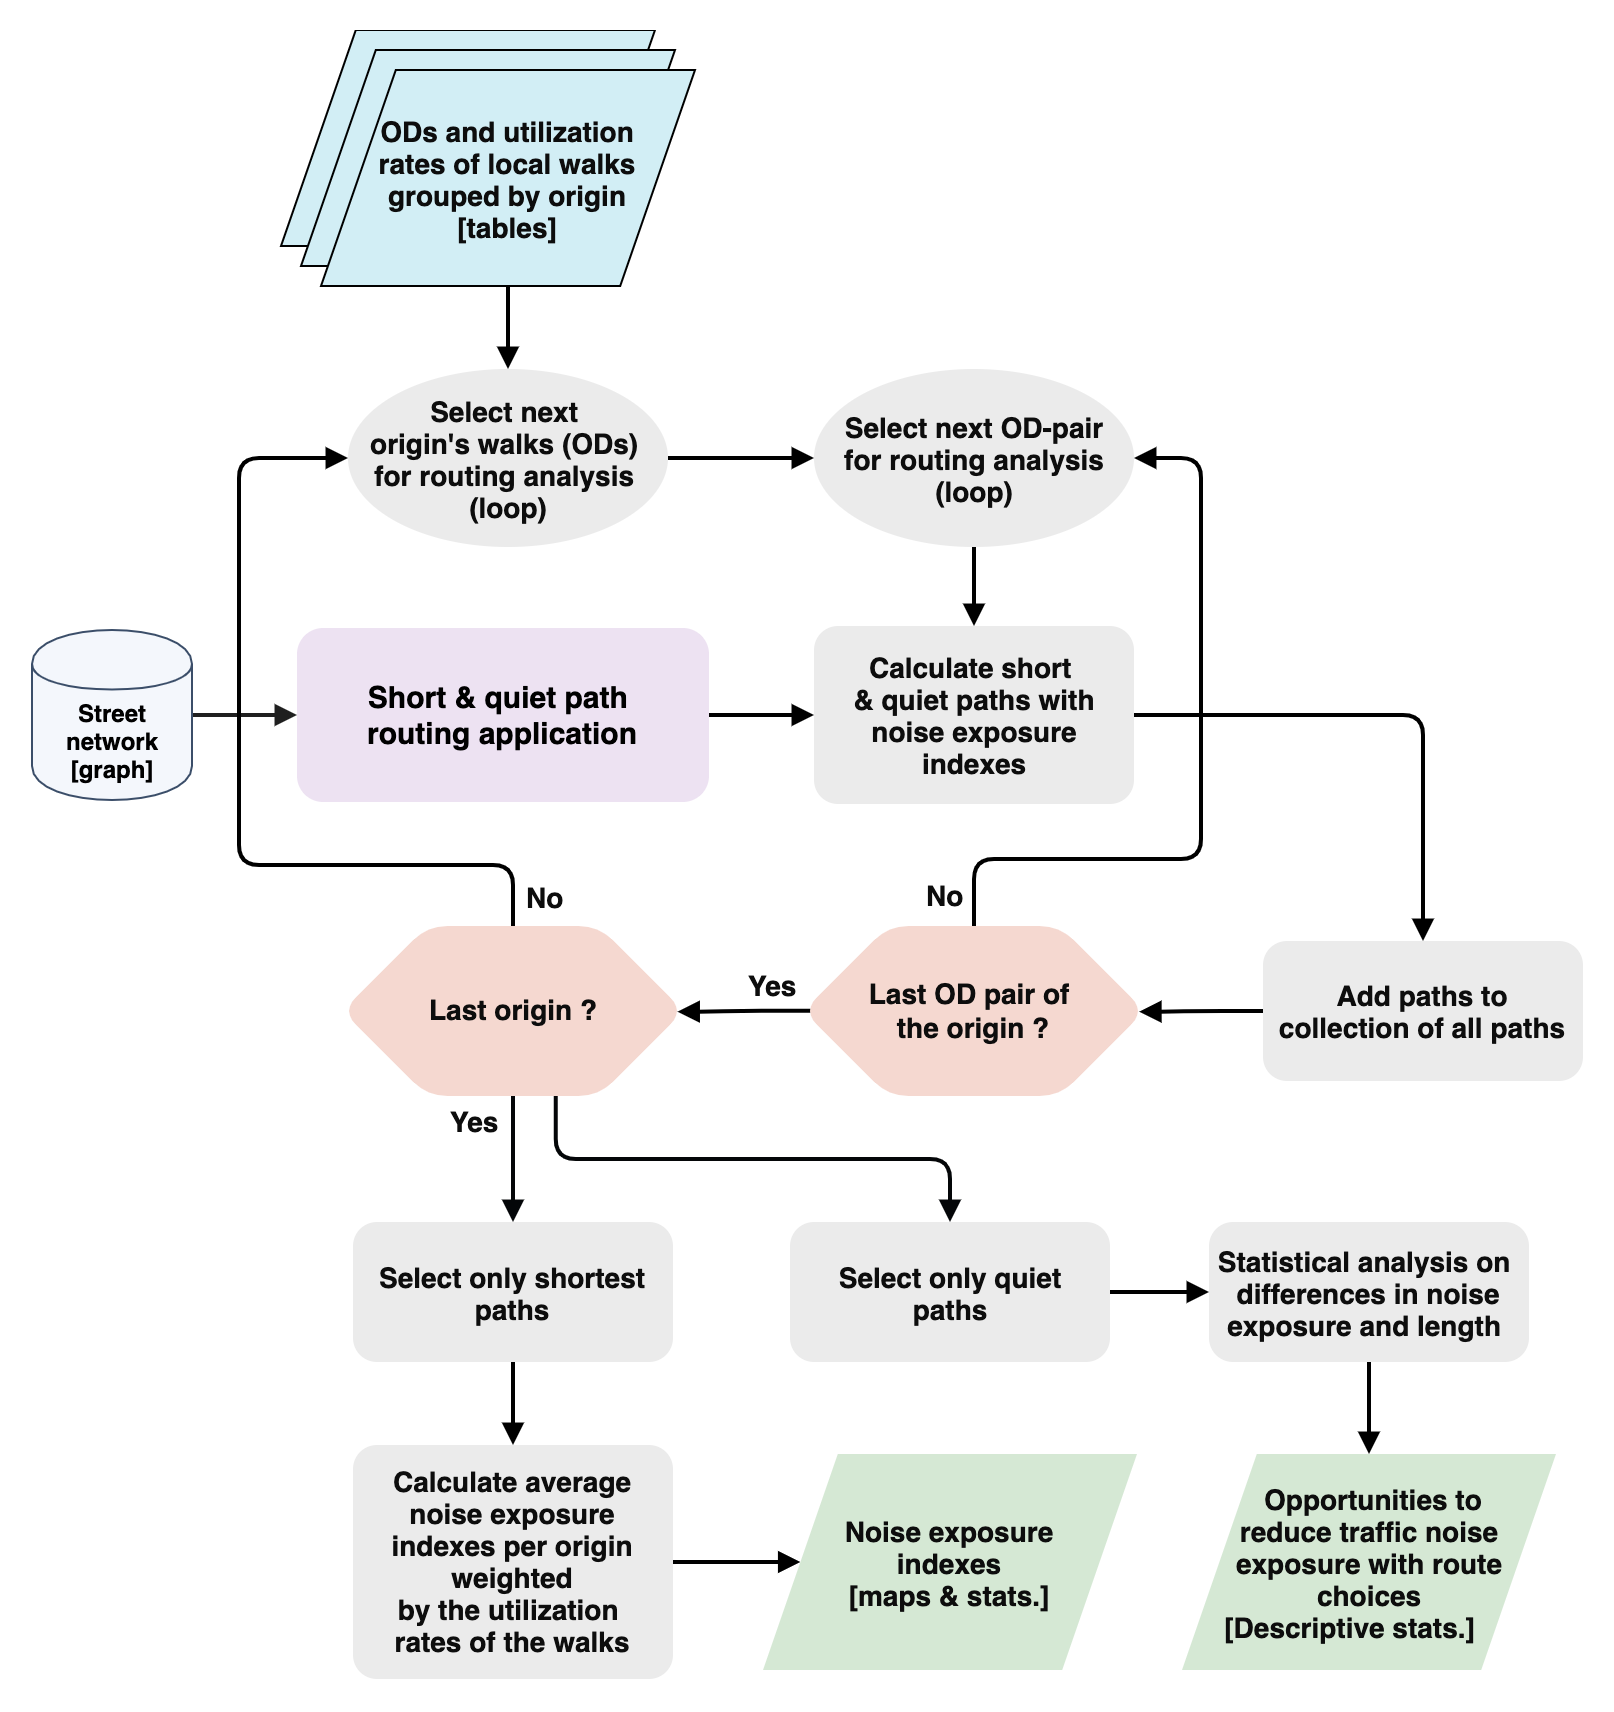 ODs and utilization
rates of local walks
grouped by origin
[tables]
Select next
origin's walks (ODs)
for routing analysis
(loop)
Select next OD-pair
for routing analysis
(loop)
Street
network
[graph]
Short & quiet path
routing application
Calculate short
& quiet paths with
noise exposure
indexes
No
No
Last origin ?
Yes
Last OD pair of
the origin ?
Add paths to
collection of all paths
Yes
Select only shortest
paths
Select only quiet
paths
Statistical analysis on
differences in noise
exposure and length
Calculate average
noise exposure
indexes per origin
weighted
by the utilization
rates of the walks
Noise exposure
indexes
[maps & stats.]
Opportunities to
reduce traffic noise
exposure with route
choices
[Descriptive stats.]